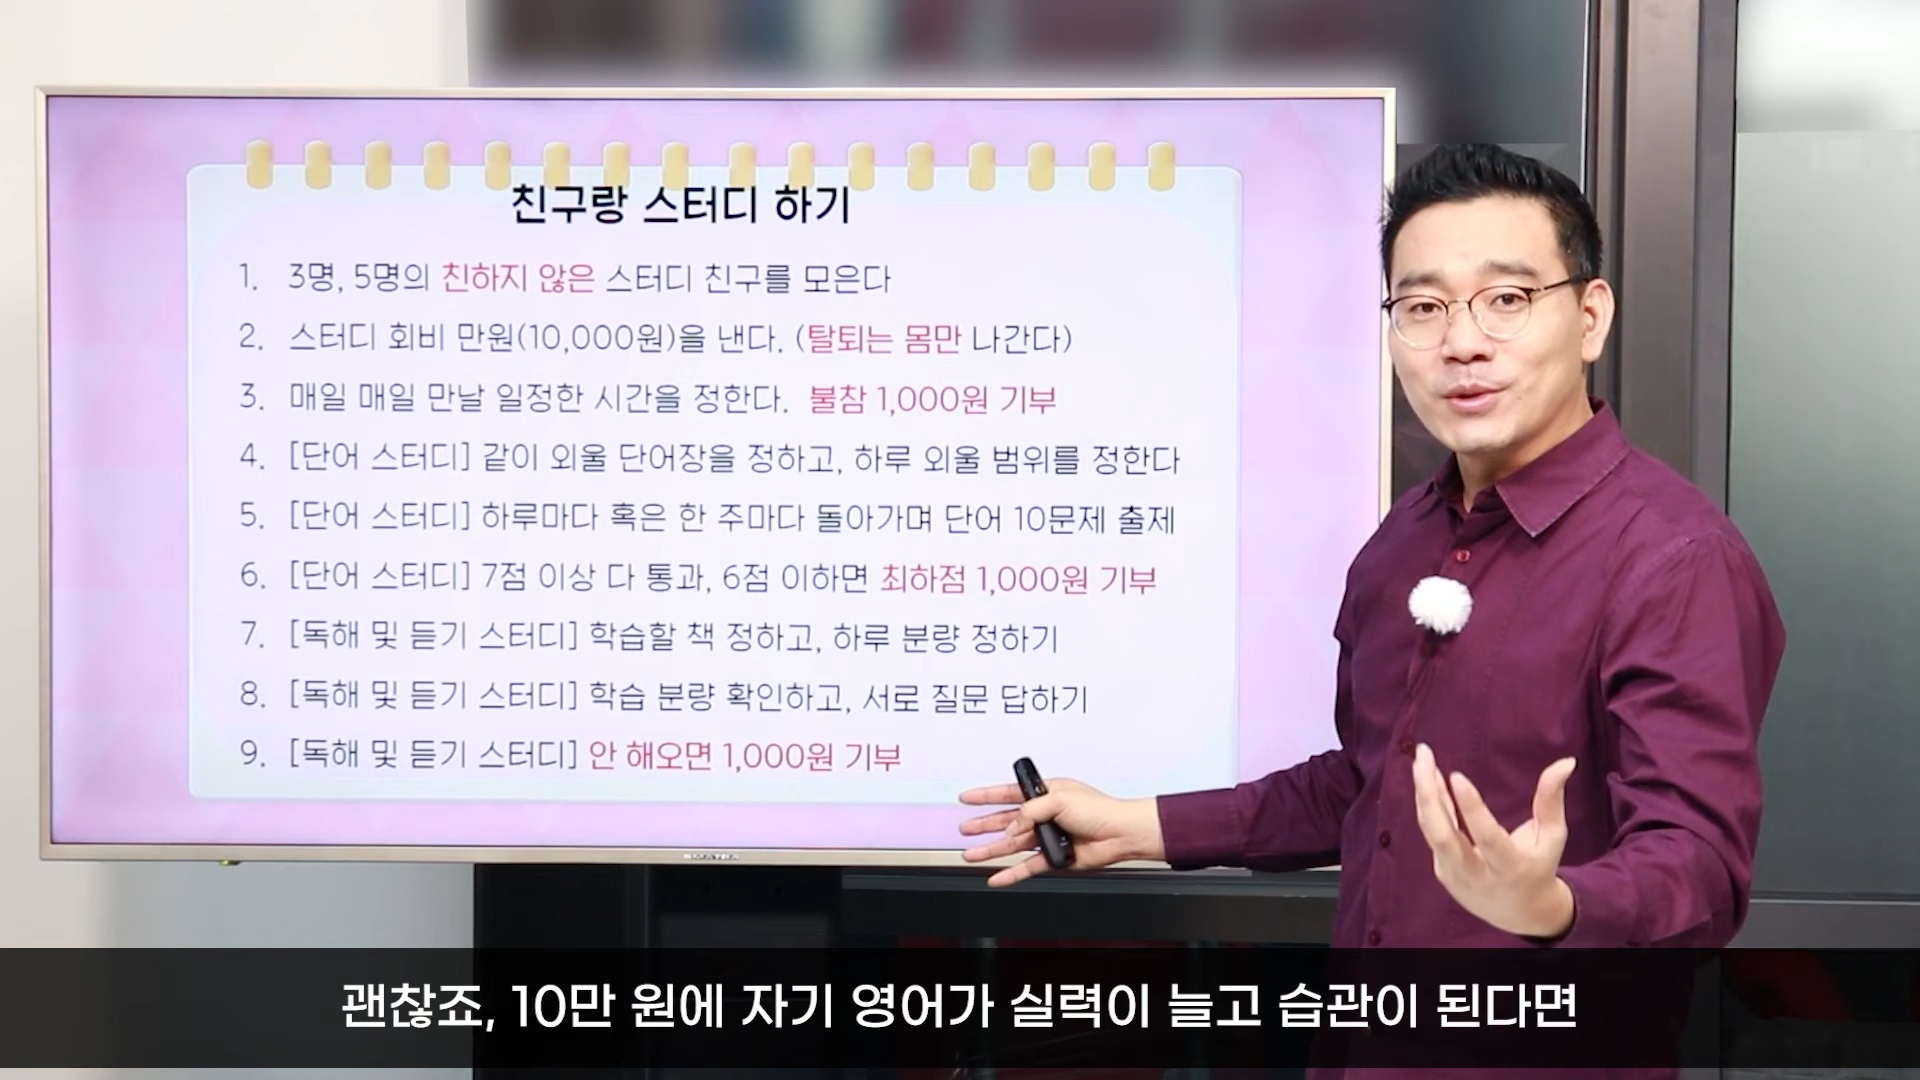 친구랑 스터디 하기
1. 3명, 5명의 친하지 않은 스터디 친구를 모은다
2. 스터디 회비 만원(10,000원)을 낸다. (탈퇴는 몸만 나간다)
3. 매일 매일 만날 일정한 시간을 정한다. 불참 1,000원 기부
4. [단어 스터디] 같이 외울 단어장을 정하고, 하루 외울 범위를 정한다
5. [단어 스터디] 하루마다 혹은 한 주마다 돌아가며 단어 10문제 출제
6. [단어 스터디] 7점 이상 다 통과, 6점 이하면 최하점 1,000원 기부
7. [독해 및 듣기 스터디] 학습할 책 정하고, 하루 분량 정하기
8. [독해 및 듣기 스터디] 학습 분량 확인하고, 서로 질문 답하기
9. [독해 및 듣기 스터디] 안 해오면 1,000원 기부
괜찮죠, 10만 원에 자기 영어가 실력이 늘고 습관이 된다면